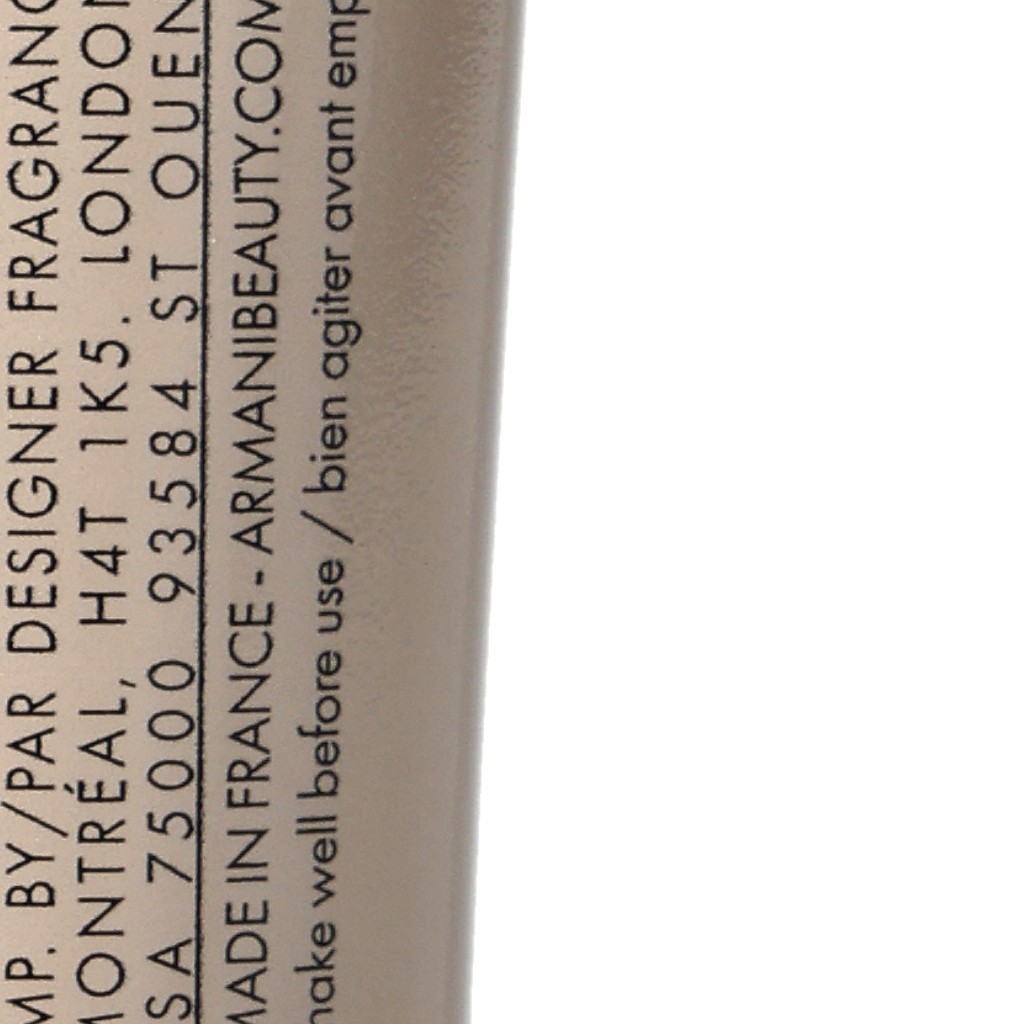 MP. BY/PAR DESIGNER FRAGRANC
MONTRÉAL, H4T 1K5. LONDON
SA 75000 93584 ST OUEN
MADE IN FRANCE - ARMANIBEAUTY.COM
hake well before use / bien agiter avant emp